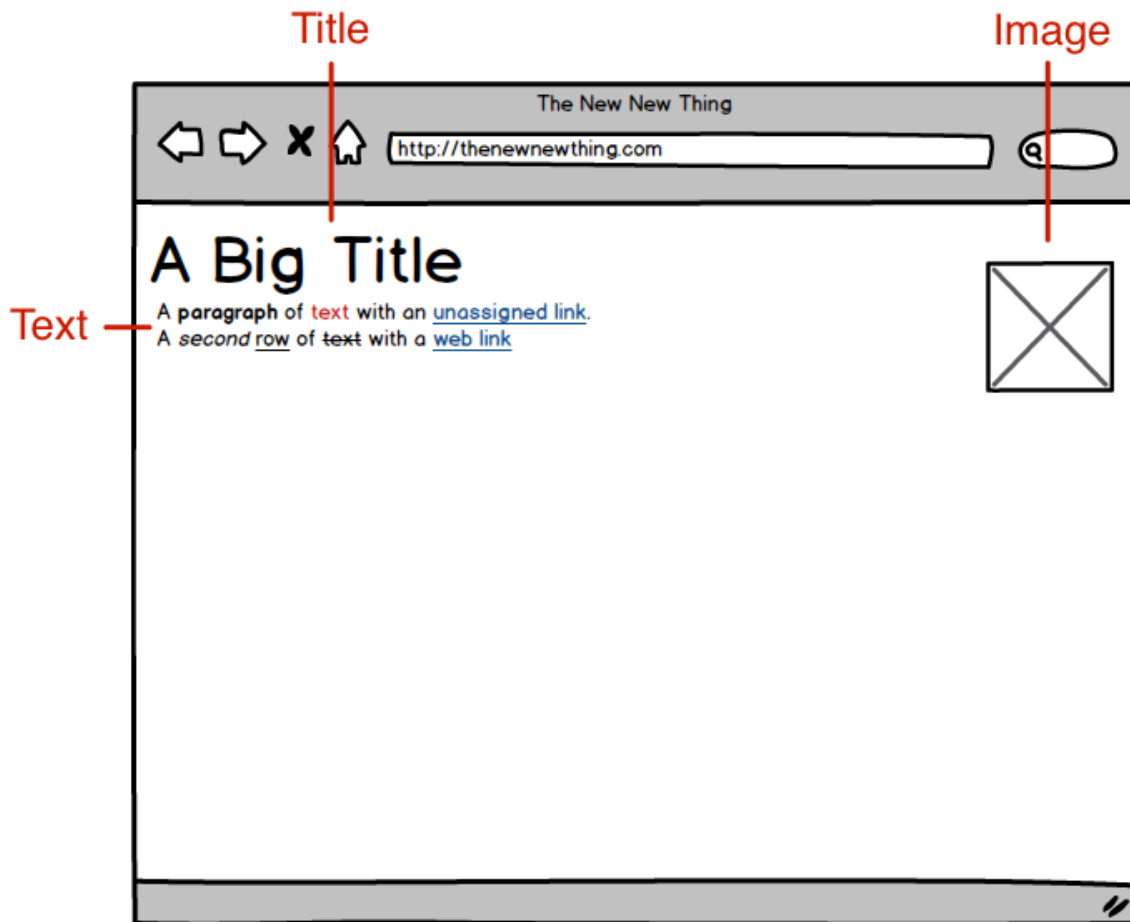 Title
Image
The New New Thing
http://thenewnewthing.com
A Big Title
Text
A paragraph of text with an unassigned link.
A second row of text with a web link